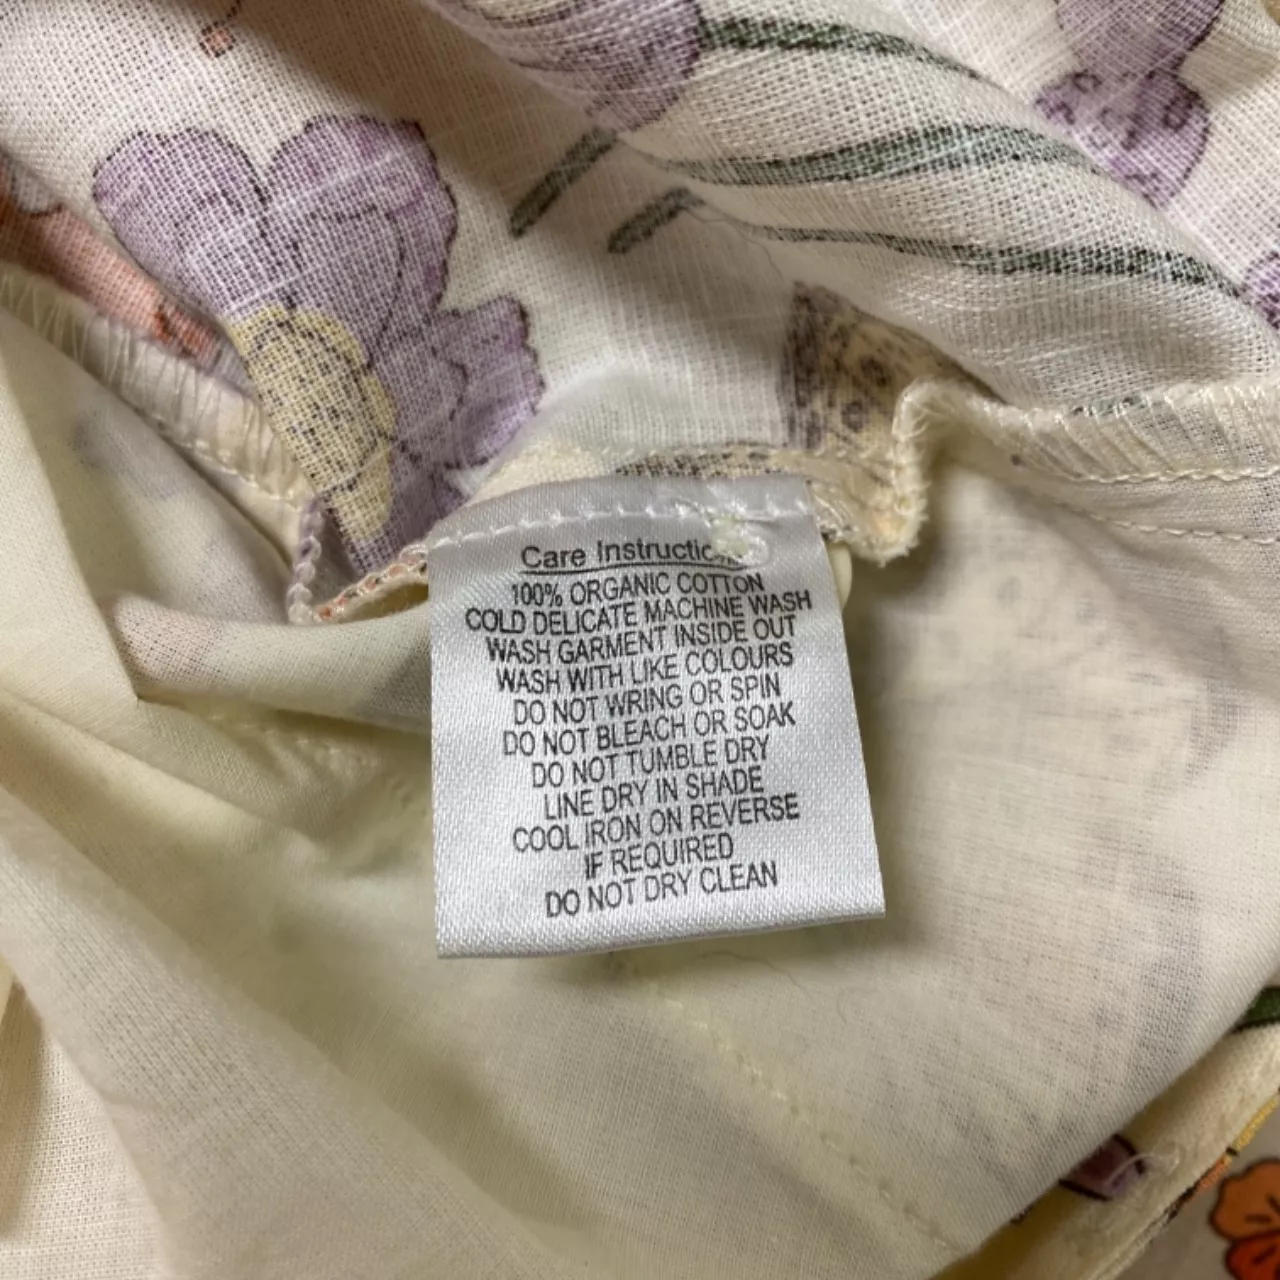 Care Instructio
100% ORGANIC COTTON
COLD DELICATE MACHINE WASH
WASH GARMENT INSIDE OUT
WASH WITH LIKE COLOURS
DO NOT WRING OR SPIN
DO NOT BLEACH OR SOAK
DO NOT TUMBLE DRY
LINE DRY IN SHADE
COOL IRON ON REVERSE
IF REQUIRED
DO NOT DRY CLEAN